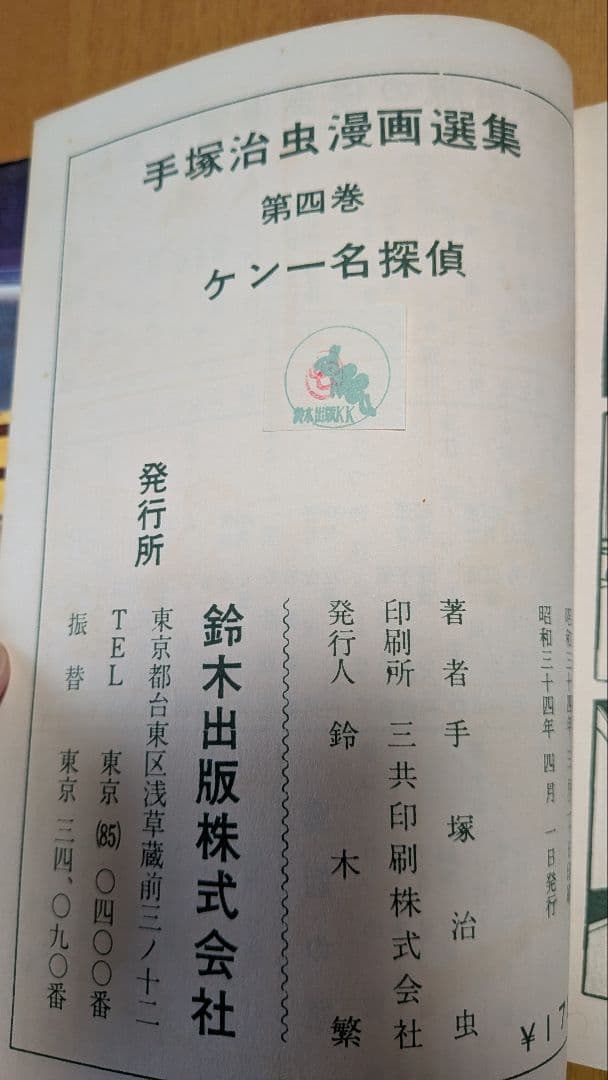 手塚治虫漫画選集
第四巻
ケン一名探偵
鈴木出版KK
昭和三十四年 四月 一日発行
著者 手塚治虫
印刷所 三共印刷株式会社
発行人 鈴木繁
発行所
鈴木出版株式会社
東京都台東区浅草蔵前三ノ十二
TEL 東京(85)〇四〇〇番
振替 東京三四、〇九〇番
¥17